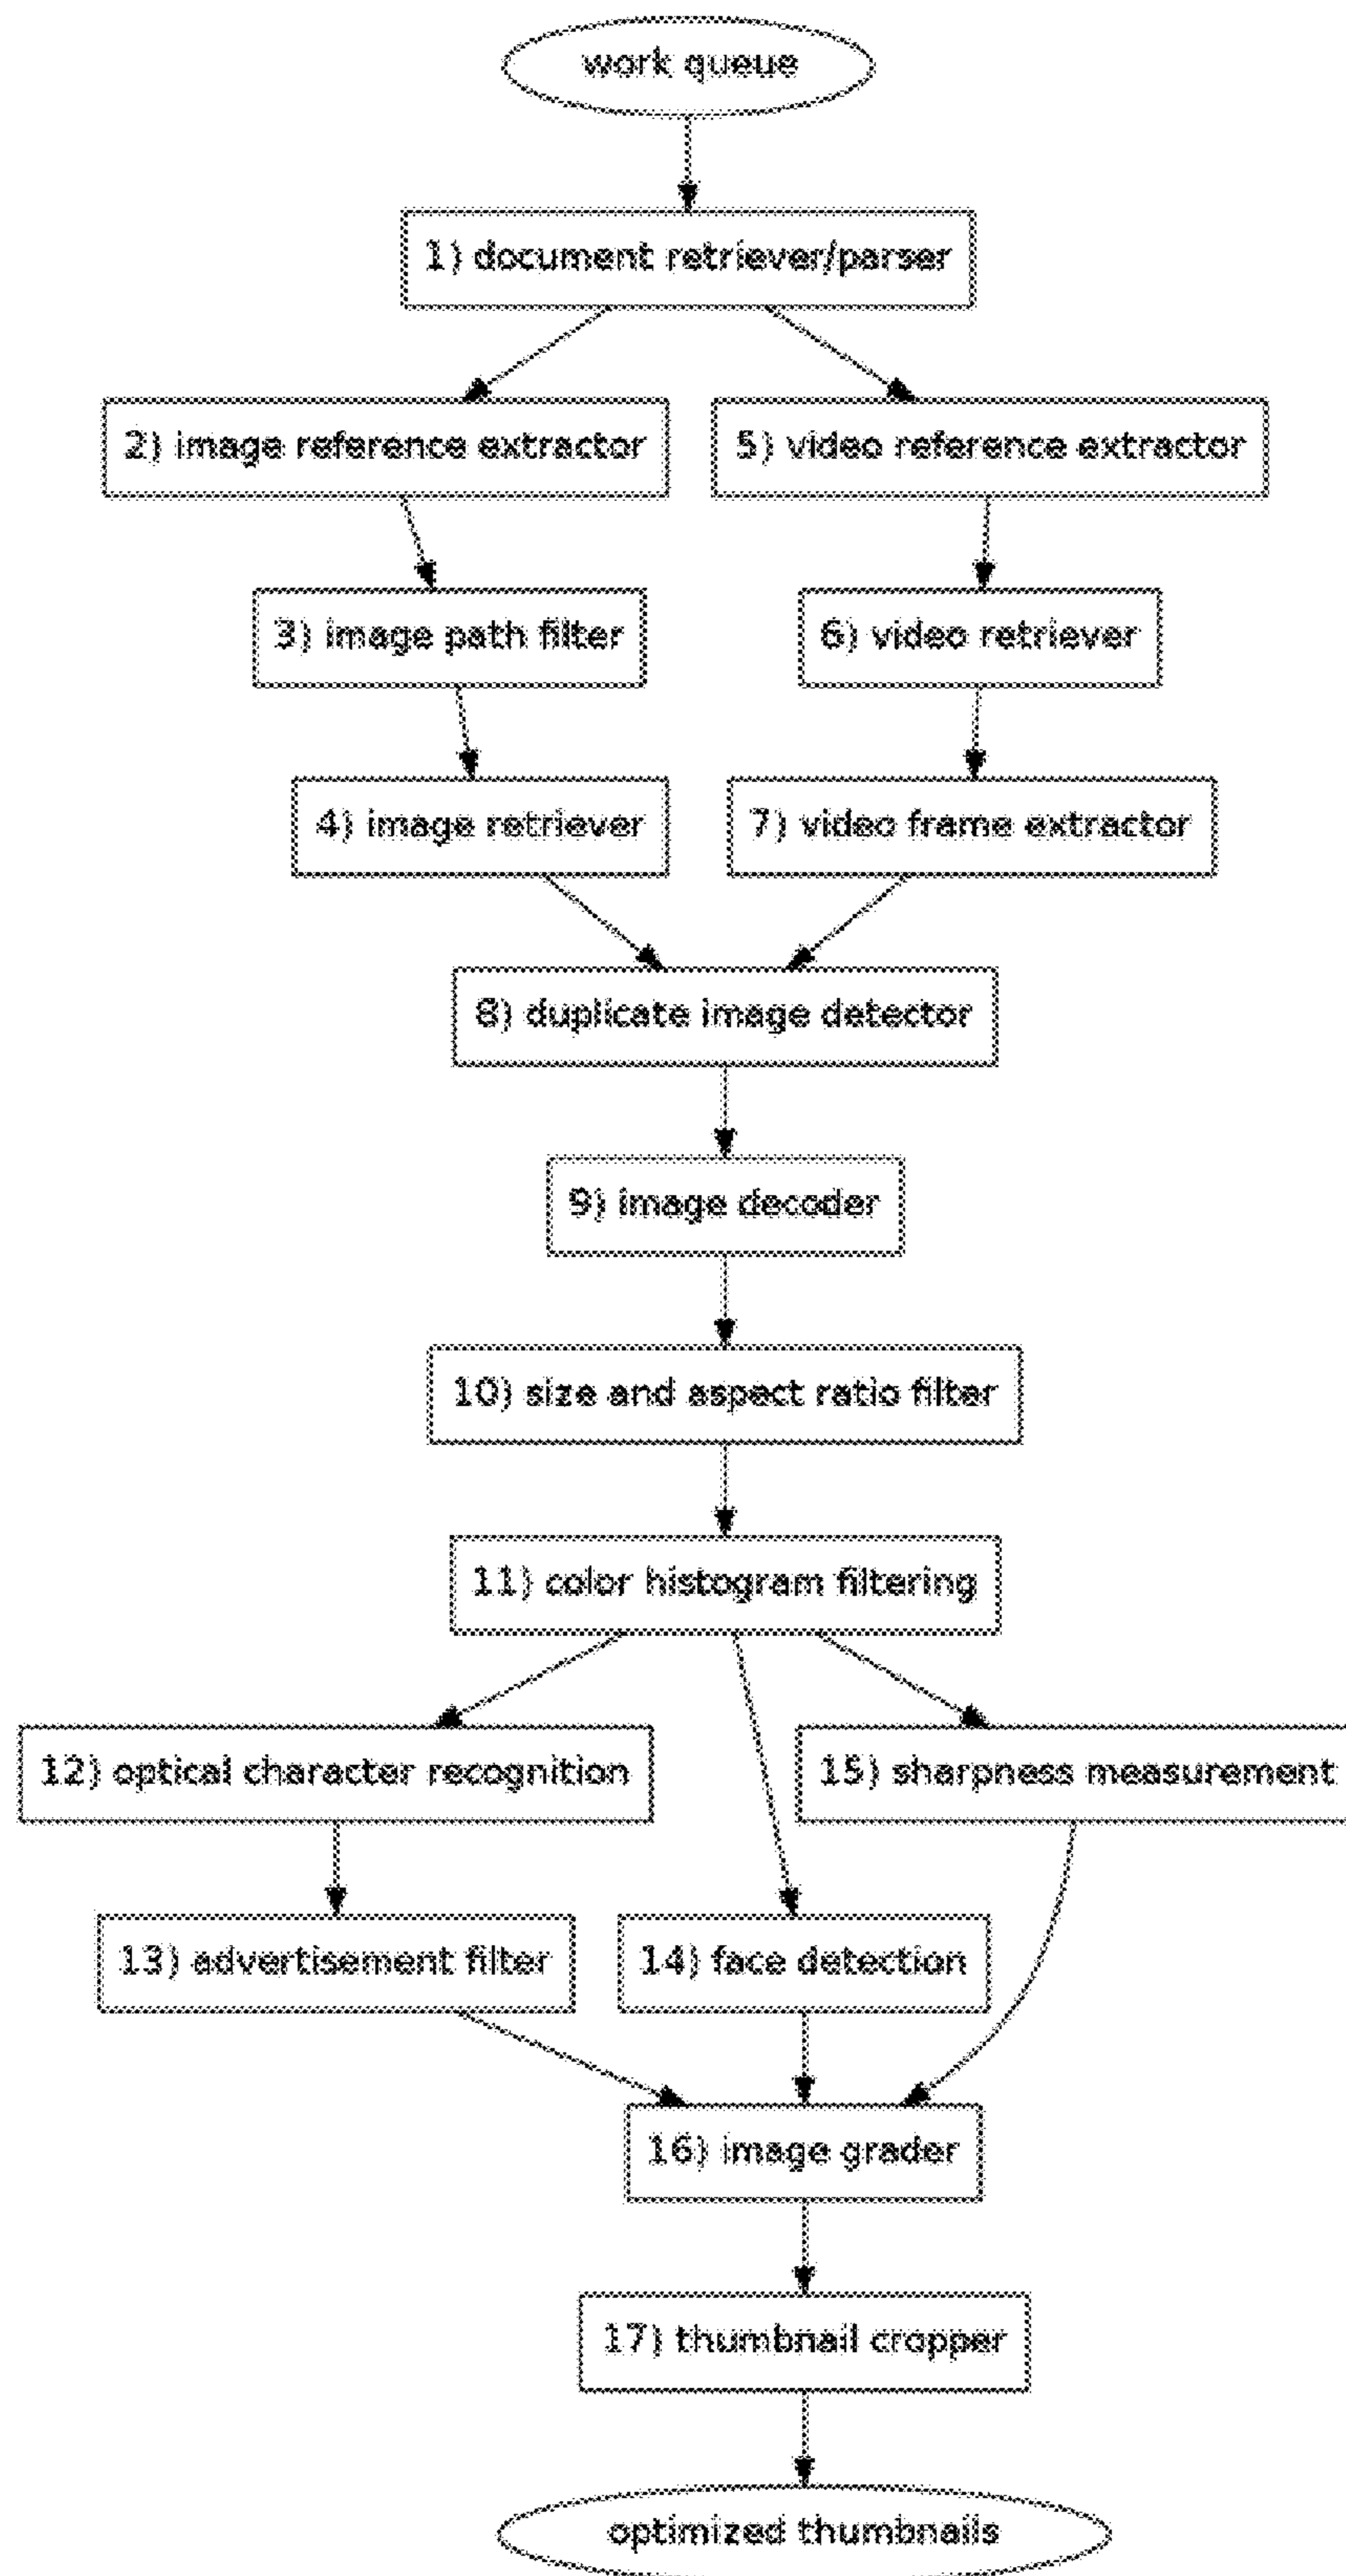 work queue
1) document retriever/parser
2) image reference extractor
5) video reference extractor
3) image path filter
6) video retriever
4) image retriever
7) video frame extractor
8) duplicate image detector
9) image decoder
10) size and aspect ratio filter
11) color histogram filtering
12) optical character recognition
15) sharpness measurement
13) advertisement filter
14) face detection
16) image grader
17) thumbnail cropper
optimized thumbnails